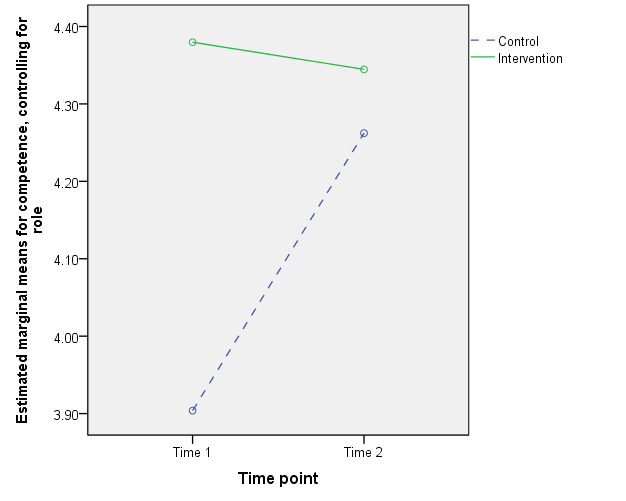 Estimated marginal means for competence, controlling for
role
4.40
4.30
4.20
4.10
4.00
3.90
Time 1
Time 2
Time point
Control
Intervention